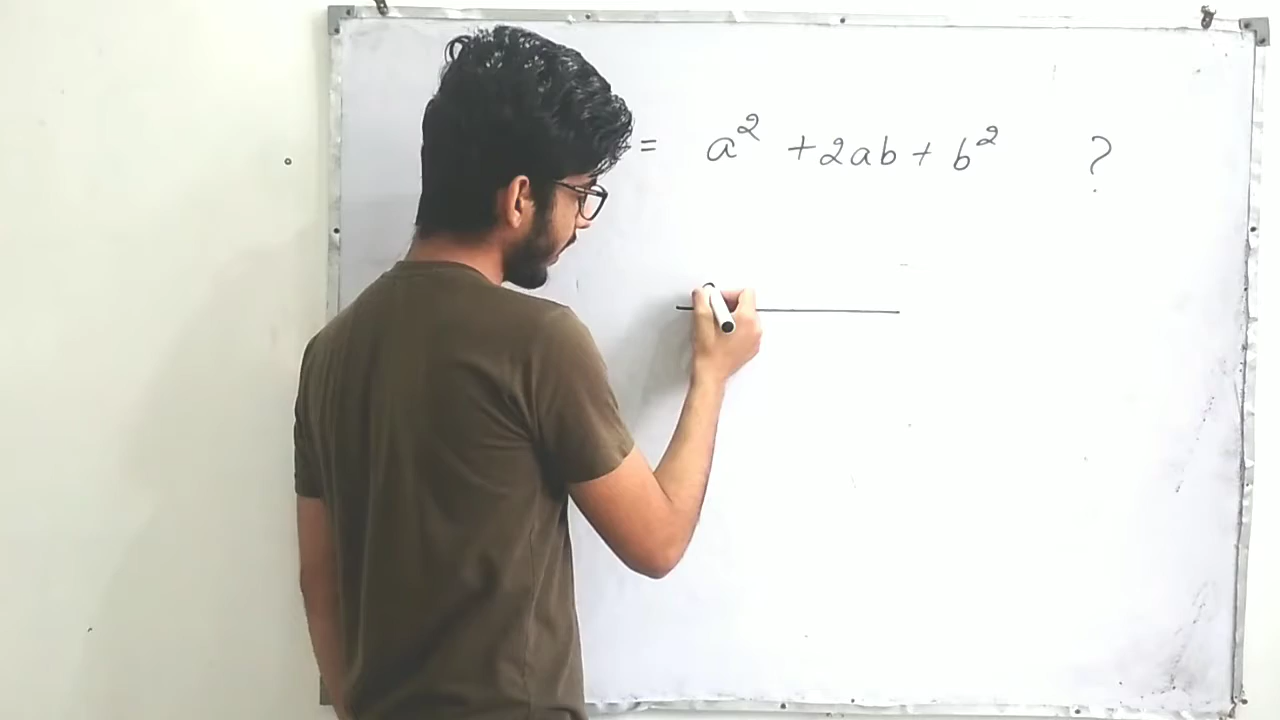 = a² + 2ab + b² ?